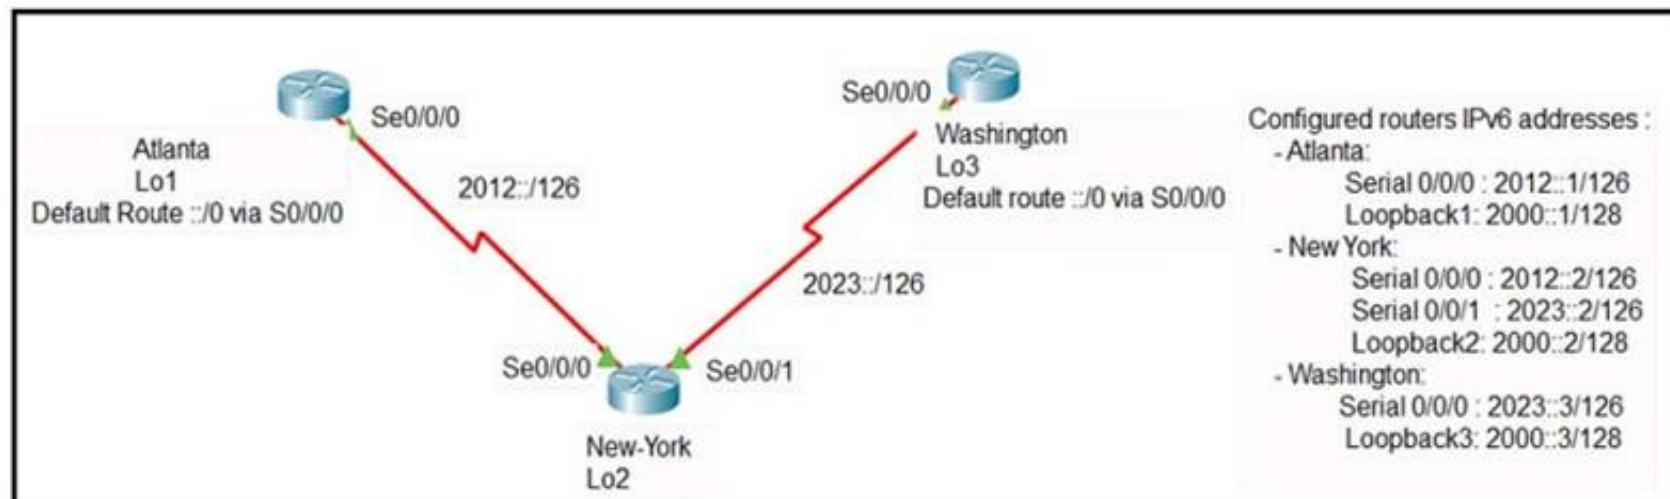 Se0/0/0
Atlanta
Lo1
Default Route ::/0 via S0/0/0
2012::/126
Se0/0/0
Washington
Lo3
Default route ::/0 via S0/0/0
2023::/126
Se0/0/0
Se0/0/1
New-York
Lo2
Configured routers IPv6 addresses :
- Atlanta:
Serial 0/0/0 : 2012::1/126
Loopback1: 2000::1/128
- New York:
Serial 0/0/0 : 2012::2/126
Serial 0/0/1 : 2023::2/126
Loopback2: 2000::2/128
- Washington:
Serial 0/0/0 : 2023::3/126
Loopback3: 2000::3/128